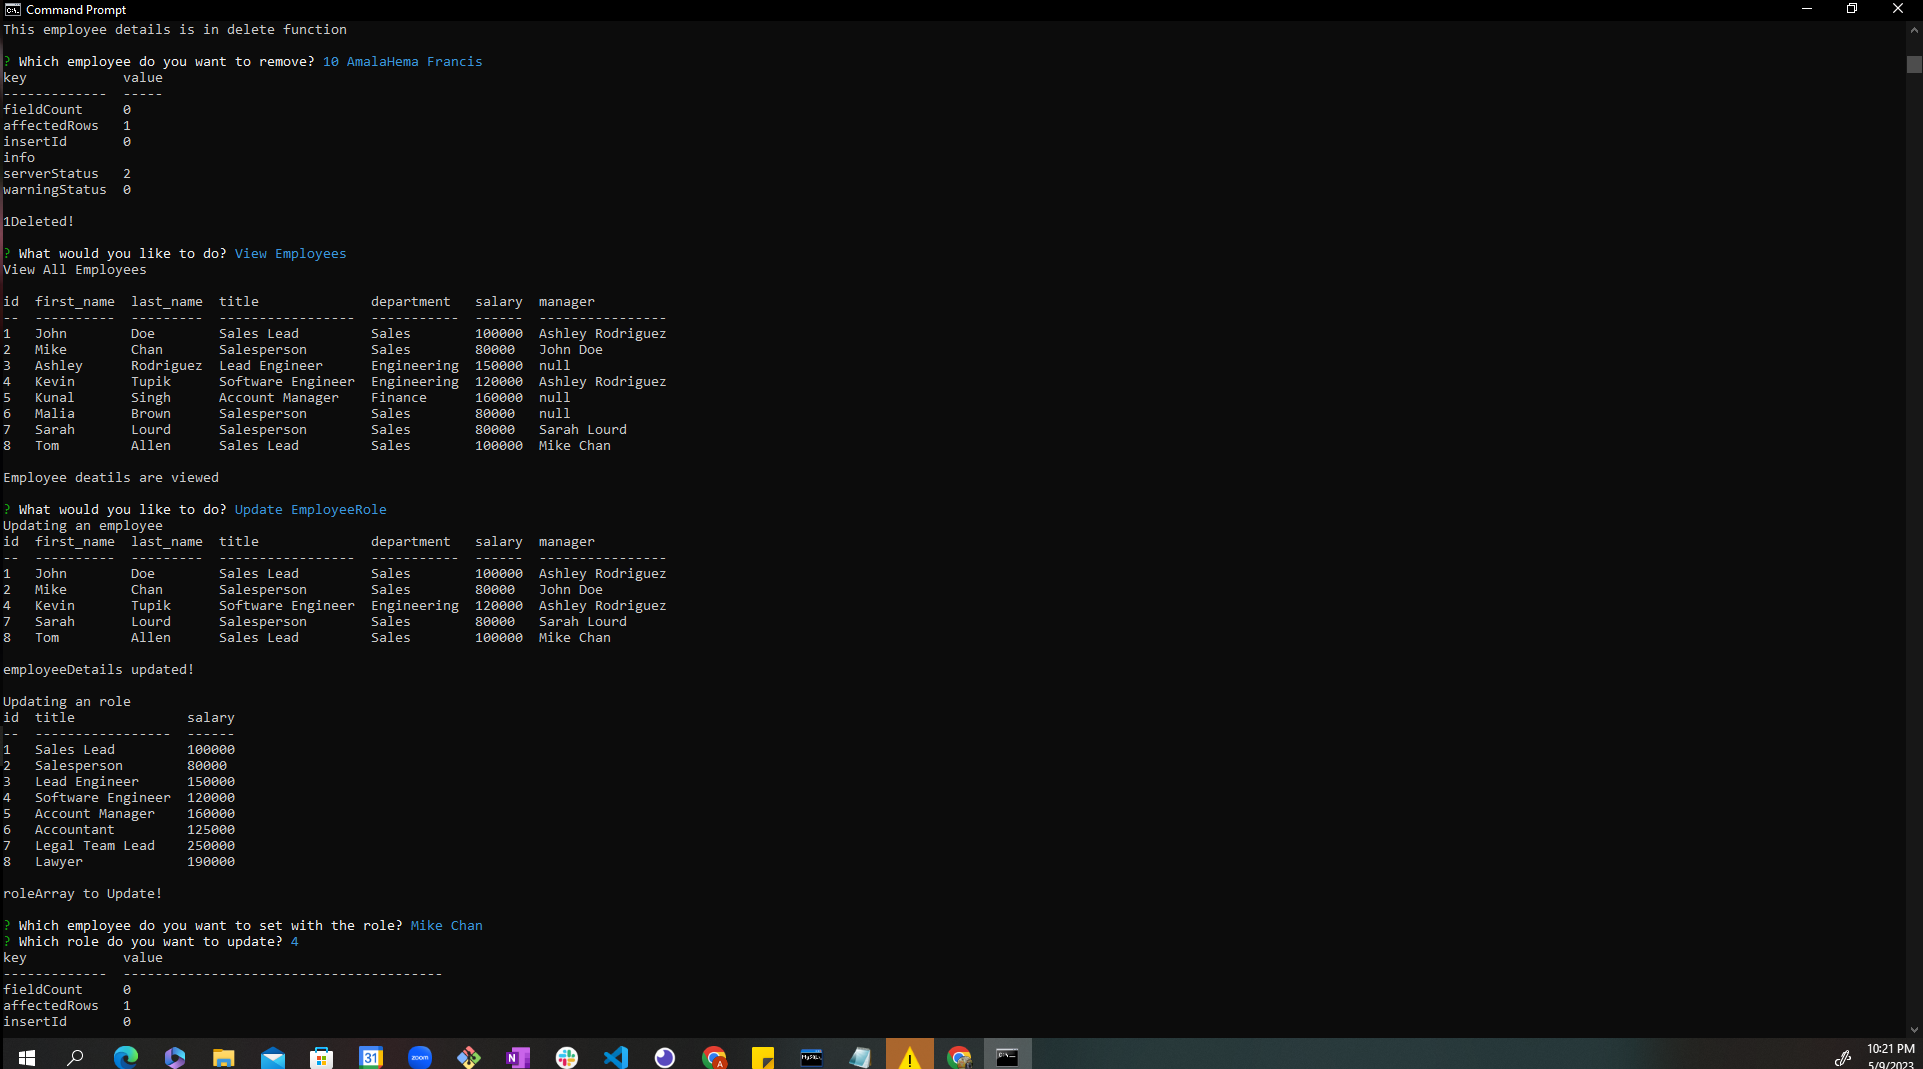 Command Prompt
This employee details is in delete function
? Which employee do you want to remove? 10 AmalaHema Francis
key            value
-------------  -----
fieldCount     0
affectedRows   1
insertId       0
info
serverStatus   2
warningStatus  0
1Deleted!
? What would you like to do? View Employees
View All Employees
id  first_name  last_name  title              department   salary  manager
--  ----------  ---------  -----------------  -----------  ------  ----------------
1   John        Doe        Sales Lead         Sales        100000  Ashley Rodriguez
2   Mike        Chan       Salesperson        Sales        80000   John Doe
3   Ashley      Rodriguez  Lead Engineer      Engineering  150000  null
4   Kevin       Tupik      Software Engineer  Engineering  120000  Ashley Rodriguez
5   Kunal       Singh      Account Manager    Finance      160000  null
6   Malia       Brown      Salesperson        Sales        80000   null
7   Sarah       Lourd      Salesperson        Sales        80000   Sarah Lourd
8   Tom         Allen      Sales Lead         Sales        100000  Mike Chan
Employee deatils are viewed
? What would you like to do? Update EmployeeRole
Updating an employee
id  first_name  last_name  title              department   salary  manager
--  ----------  ---------  -----------------  -----------  ------  ----------------
1   John        Doe        Sales Lead         Sales        100000  Ashley Rodriguez
2   Mike        Chan       Salesperson        Sales        80000   John Doe
4   Kevin       Tupik      Software Engineer  Engineering  120000  Ashley Rodriguez
7   Sarah       Lourd      Salesperson        Sales        80000   Sarah Lourd
8   Tom         Allen      Sales Lead         Sales        100000  Mike Chan
employeeDetails updated!
Updating an role
id  title              salary
--  -----------------  ------
1   Sales Lead         100000
2   Salesperson        80000
3   Lead Engineer      150000
4   Software Engineer  120000
5   Account Manager    160000
6   Accountant         125000
7   Legal Team Lead    250000
8   Lawyer             190000
roleArray to Update!
? Which employee do you want to set with the role? Mike Chan
? Which role do you want to update? 4
key            value
-------------  ----------------------------------------
fieldCount     0
affectedRows   1
insertId       0
31
zoom
N
A
MySQL
10:21 PM
5/9/2023